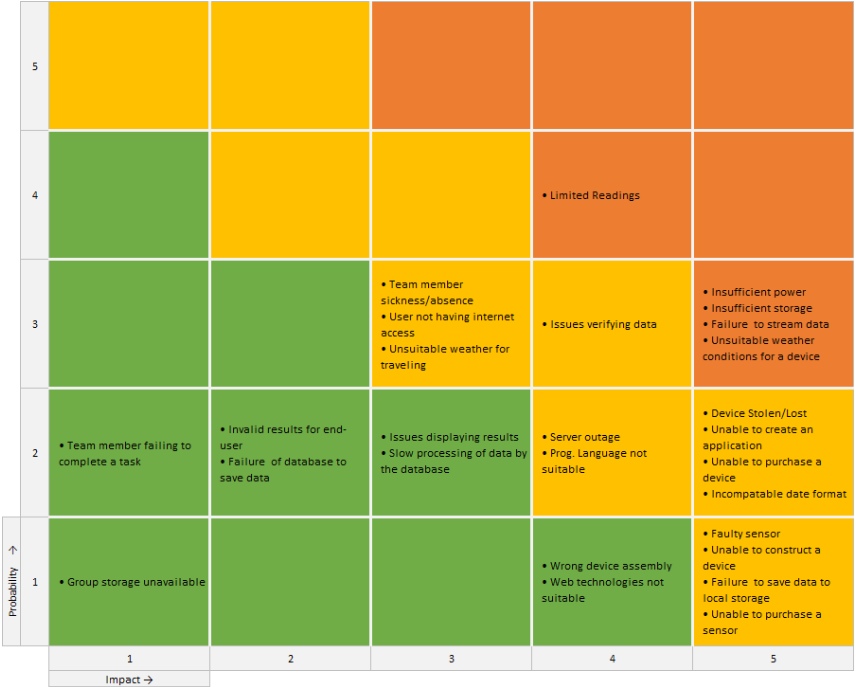 5
4
• Limited Readings
3
• Team member
sickness/absence
• User not having internet
access
• Unsuitable weather for
traveling
• Issues verifying data
• Insufficient power
• Insufficient storage
• Failure  to stream data
• Unsuitable weather
conditions for a device
2
• Team member failing to
complete a task
• Invalid results for end-
user
• Failure  of database to
save data
• Issues displaying results
• Slow processing of data by
the database
• Server outage
• Prog. Language not
suitable
• Device Stolen/Lost
• Unable to create an
application
• Unable to purchase a
device
• Incompatable date format
Probability →
1
• Group storage unavailable
• Wrong device assembly
• Web technologies not
suitable
• Faulty sensor
• Unable to construct a
device
• Failure to save data to
local storage
• Unable to purchase a
sensor
1
2
3
4
5
Impact →